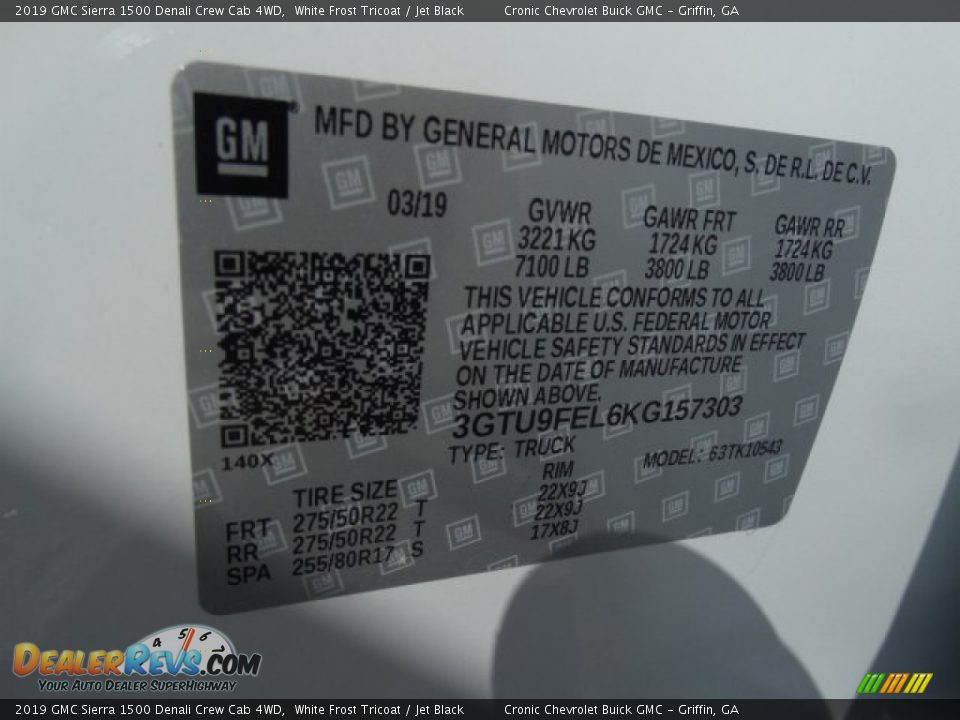 2019 GMC Sierra 1500 Denali Crew Cab 4WD, White Frost Tricoat / Jet Black Cronic Chevrolet Buick GMC - Griffin, GA
GM MFD BY GENERAL MOTORS DE MEXICO, S. DE R.L. DE C.V.
03/19 GVWR GAWR FRT GAWR RR
3221 KG 1724 KG 1724 KG
7100 LB 3800 LB 3800 LB
THIS VEHICLE CONFORMS TO ALL
APPLICABLE U.S. FEDERAL MOTOR
VEHICLE SAFETY STANDARDS IN EFFECT
ON THE DATE OF MANUFACTURE
SHOWN ABOVE.
3GTU9FEL6KG157303
140X TYPE: TRUCK MODEL: 63TK10543
TIRE SIZE RIM
FRT 275/50R22 T 22X9J
RR 275/50R22 T 22X9J
SPA 255/80R17 S 17X8J
DEALERREVS.COM
4 5 6
YOUR AUTO DEALER SUPERHIGHWAY
2019 GMC Sierra 1500 Denali Crew Cab 4WD, White Frost Tricoat / Jet Black Cronic Chevrolet Buick GMC - Griffin, GA